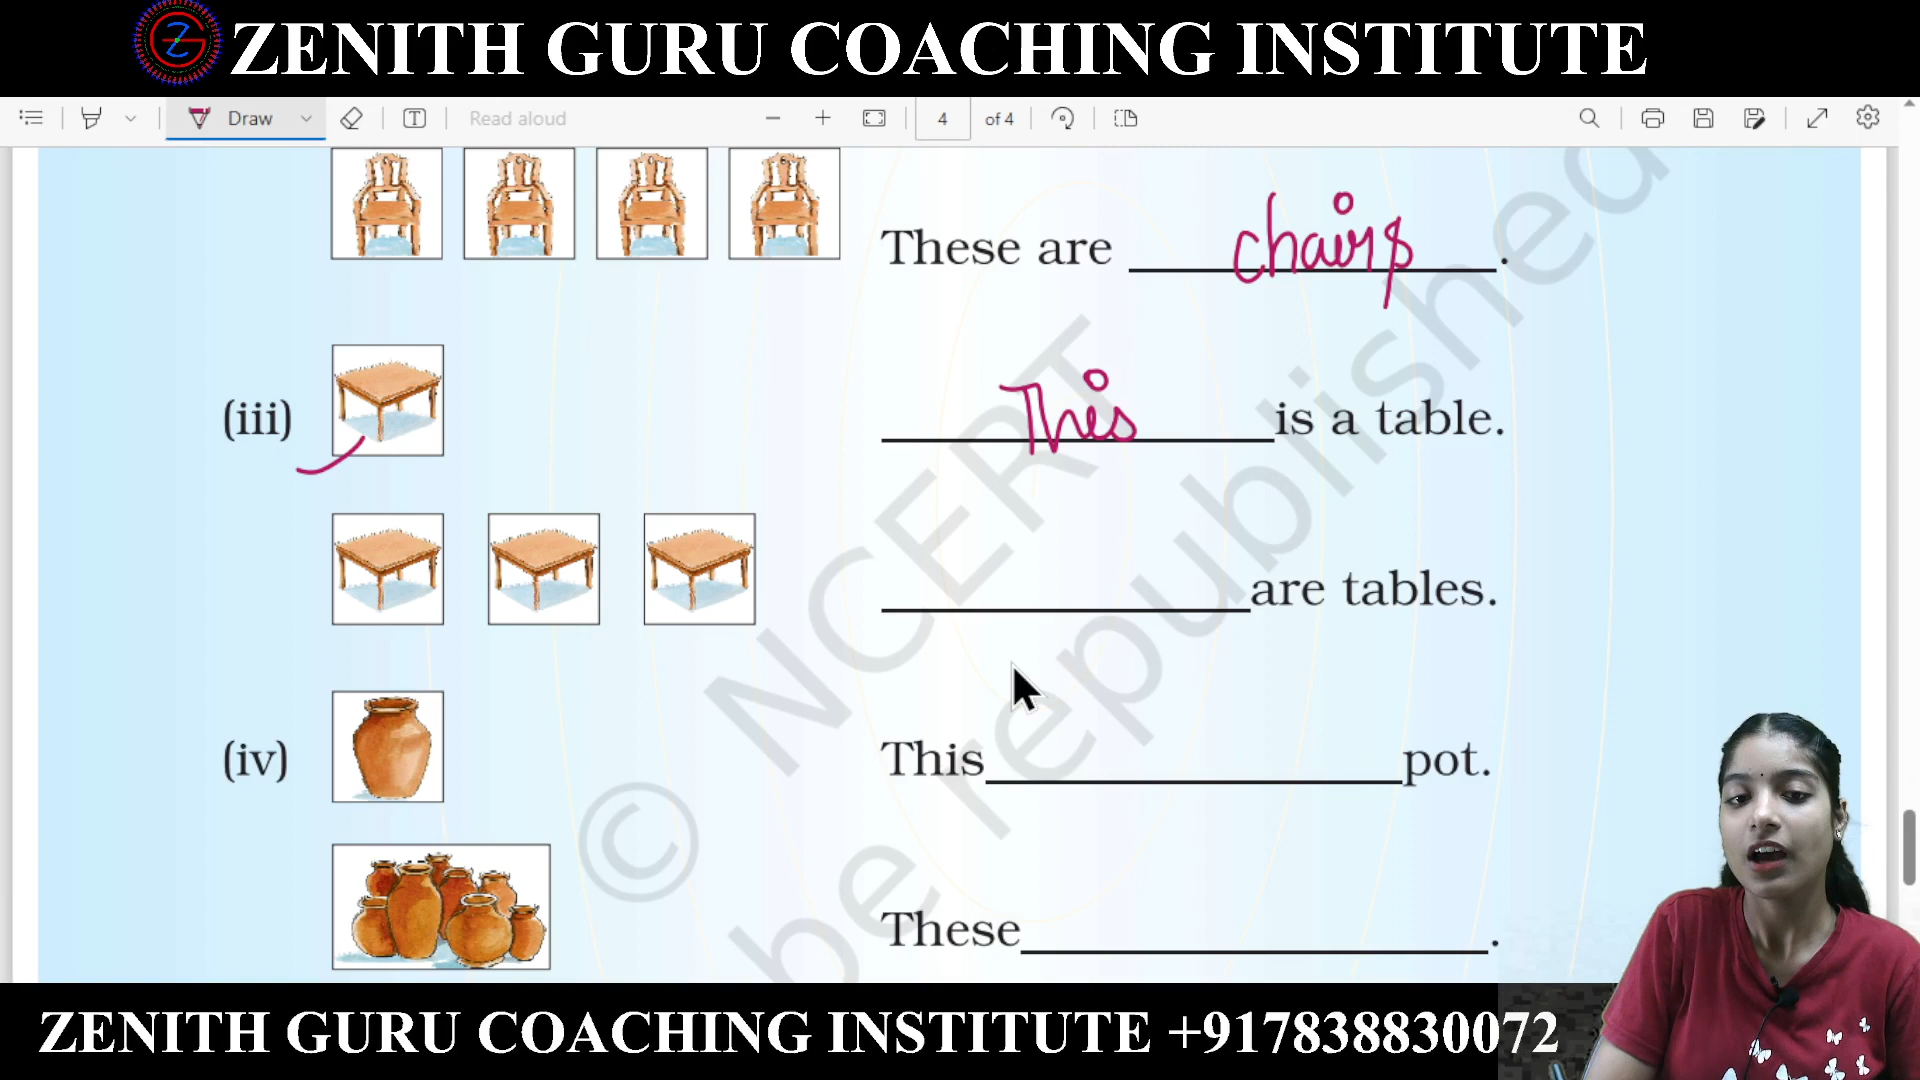 ZENITH GURU COACHING INSTITUTE
Draw
Read aloud
4 of 4
These are chairs.
(iii) This is a table.
are tables.
(iv) This pot.
These .
© NCERT
be republished
ZENITH GURU COACHING INSTITUTE +917838830072